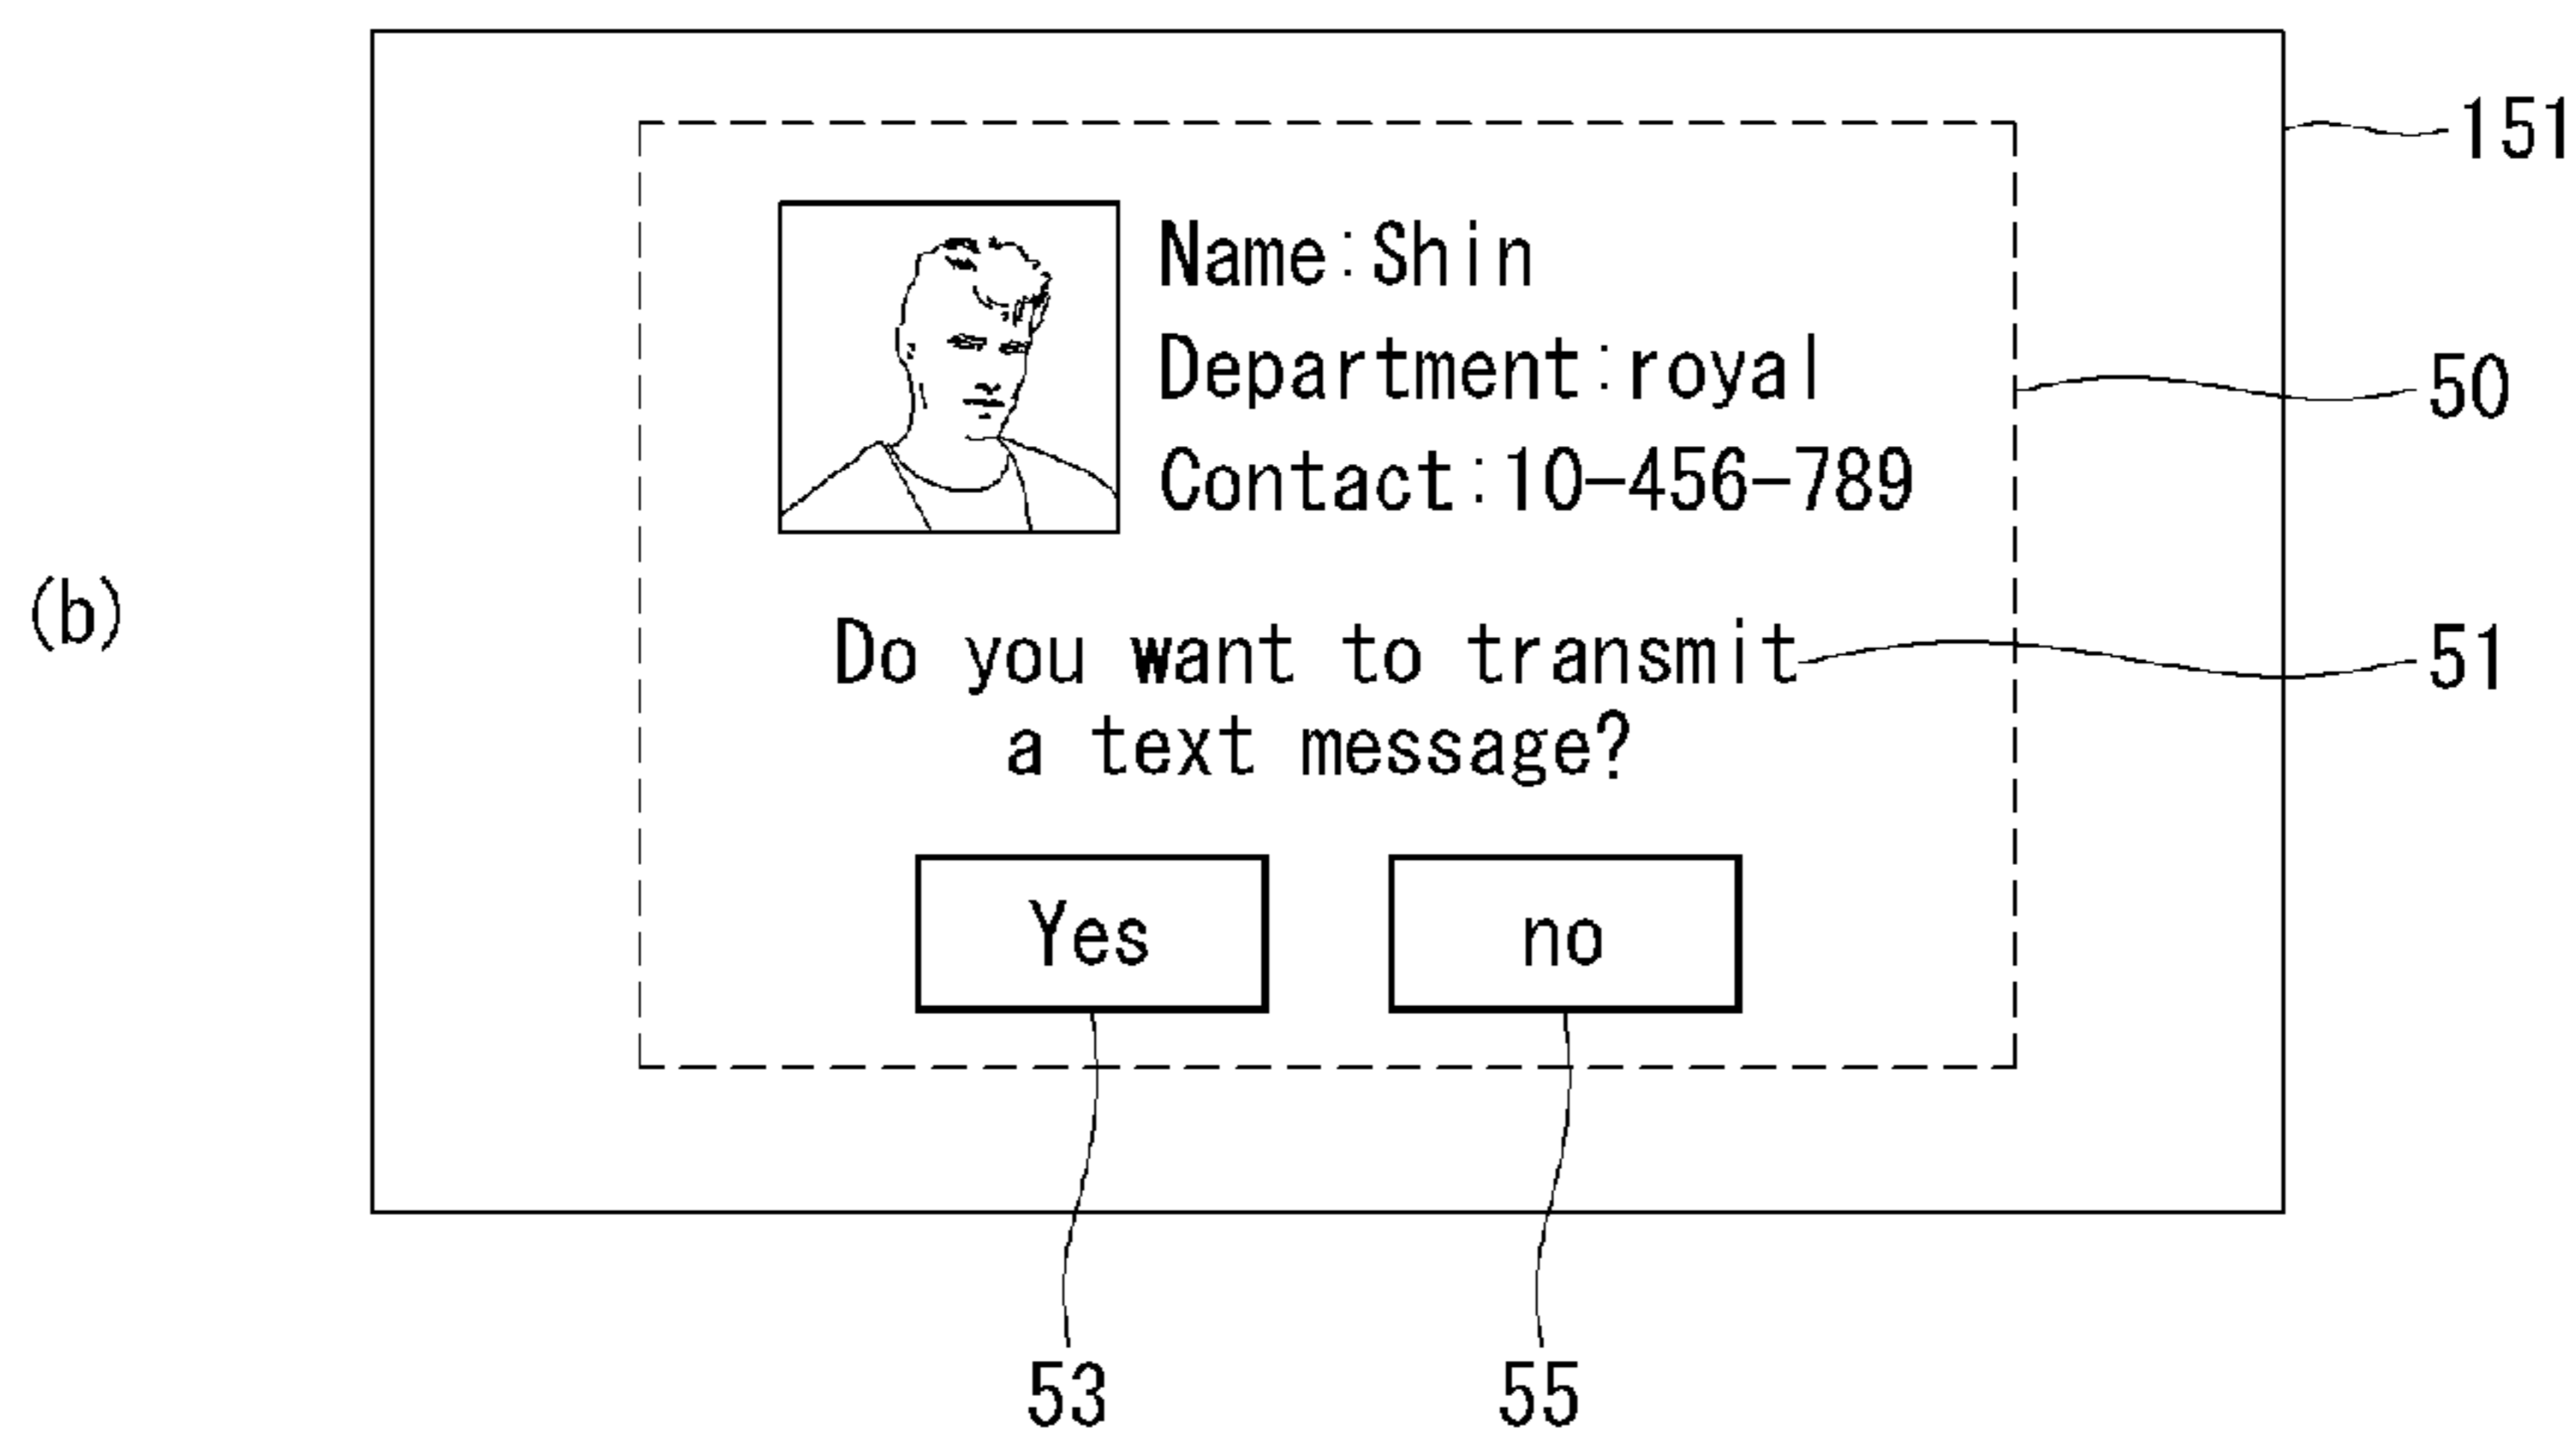 151
Name:Shin
Department:royal
50
Contact:10-456-789
(b)
Do you want to transmit
51
a text message?
Yes
no
53
55